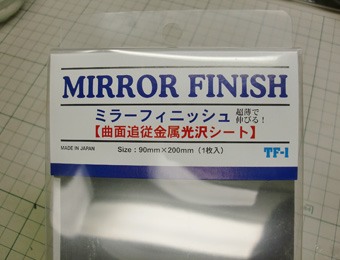 MIRROR FINISH
ミラーフィニッシュ 超薄で伸びる!
【曲面追従金属光沢シート】
MADE IN JAPAN Size:90mm×200mm(1枚入) TF-1